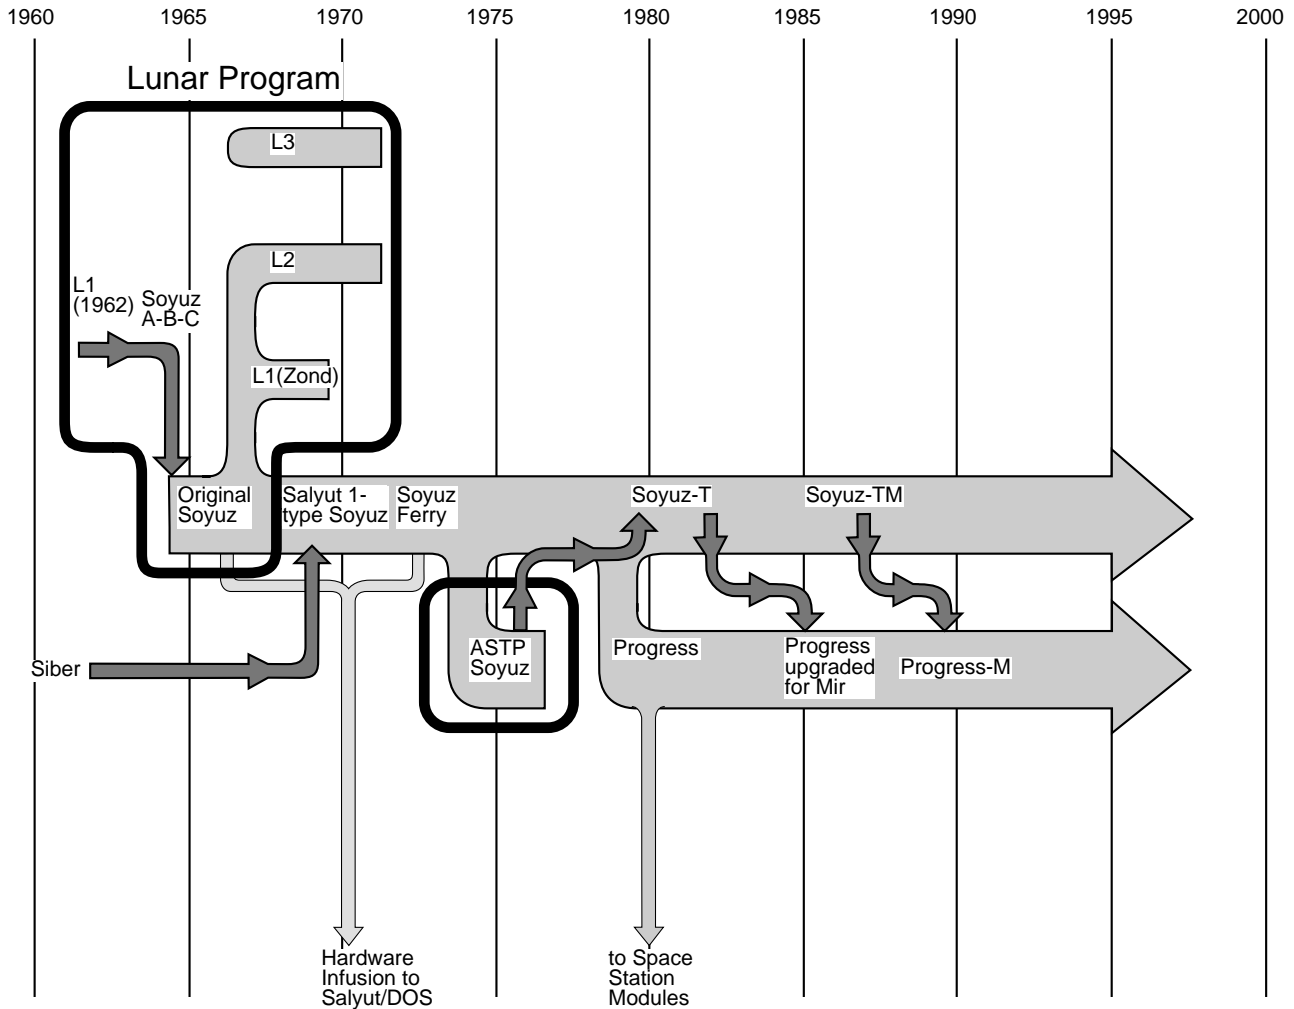 1960 1965 1970 1975 1980 1985 1990 1995 2000
Lunar Program
L3
L2
L1
(1962)
Soyuz
A-B-C
L1(Zond)
Original
Soyuz
Salyut 1-
type Soyuz
Soyuz
Ferry
Soyuz-T
Soyuz-TM
Siber
ASTP
Soyuz
Progress
Progress
upgraded
for Mir
Progress-M
Hardware
Infusion to
Salyut/DOS
to Space
Station
Modules